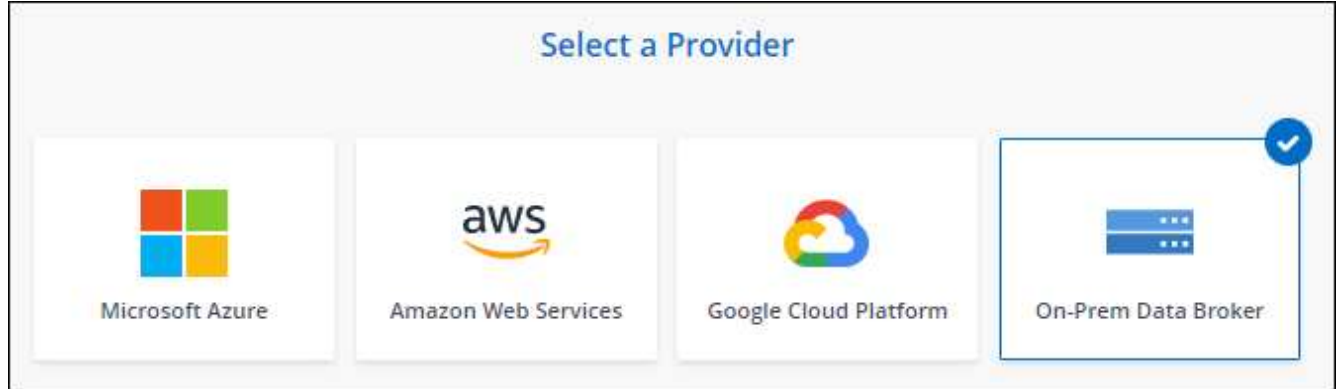 Select a Provider
aws
Microsoft Azure
Amazon Web Services
Google Cloud Platform
On-Prem Data Broker